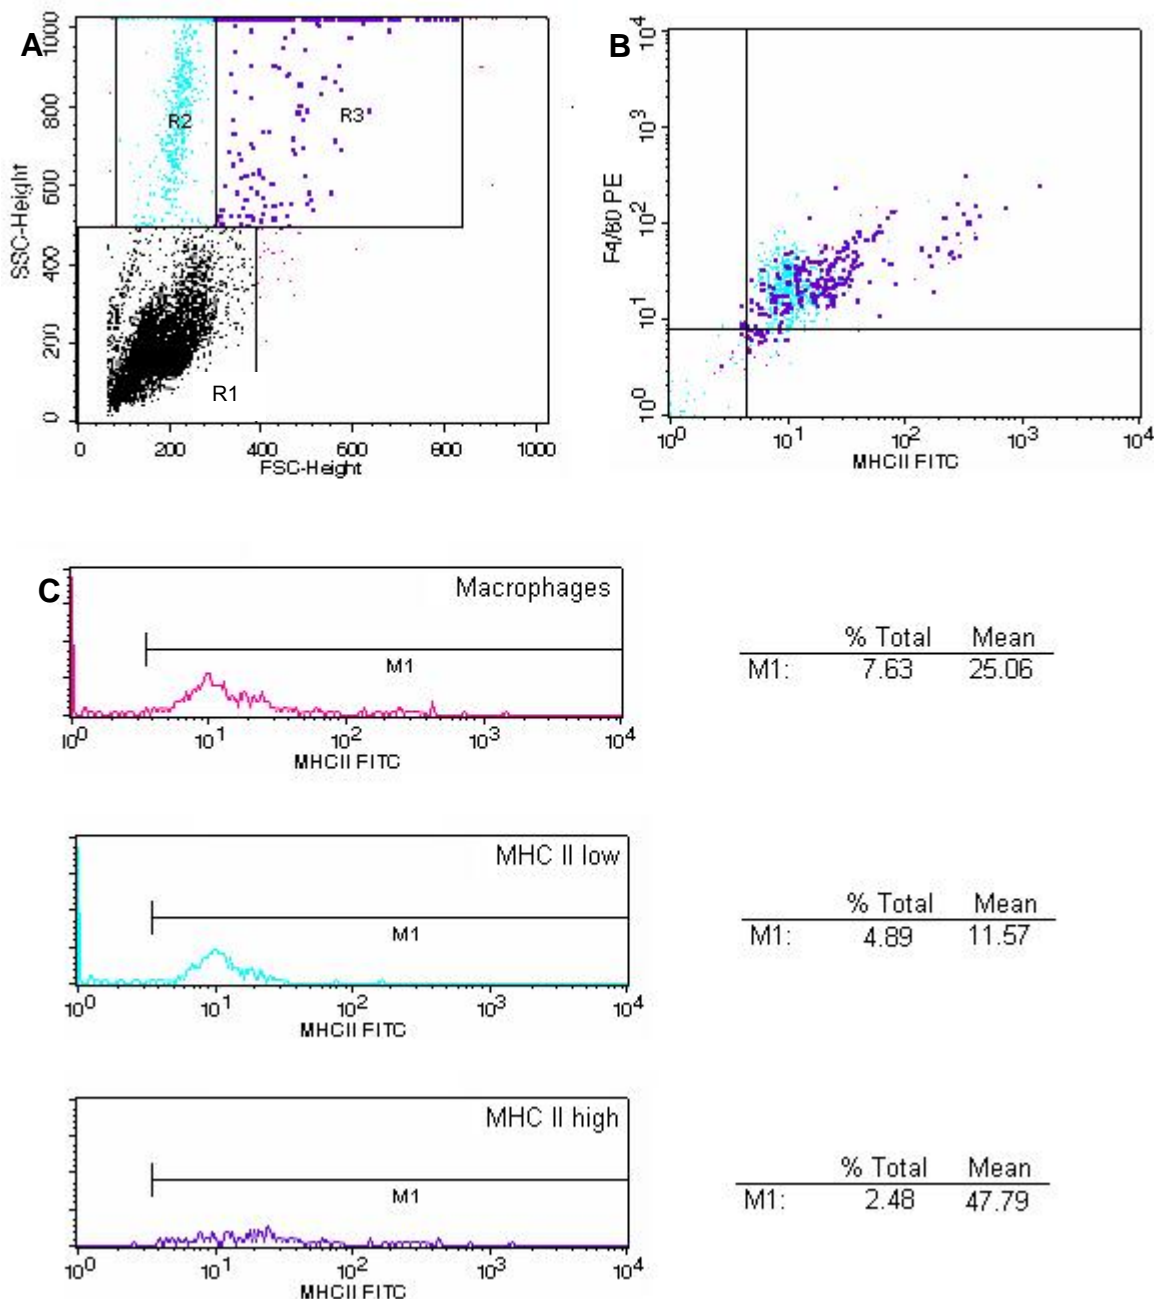 A
1000
800
600
400
200
0
SSC-Height
R2
R3
R1
0 200 400 600 800 1000
FSC-Height
B
10^4
10^3
10^2
10^1
10^0
F4/80 PE
10^0 10^1 10^2 10^3 10^4
MHCII FITC
C
Macrophages
M1
10^0 10^1 10^2 10^3 10^4
MHCII FITC
% Total Mean
M1: 7.63 25.06
MHC II low
M1
10^0 10^1 10^2 10^3 10^4
MHCII FITC
% Total Mean
M1: 4.89 11.57
MHC II high
M1
10^0 10^1 10^2 10^3 10^4
MHCII FITC
% Total Mean
M1: 2.48 47.79